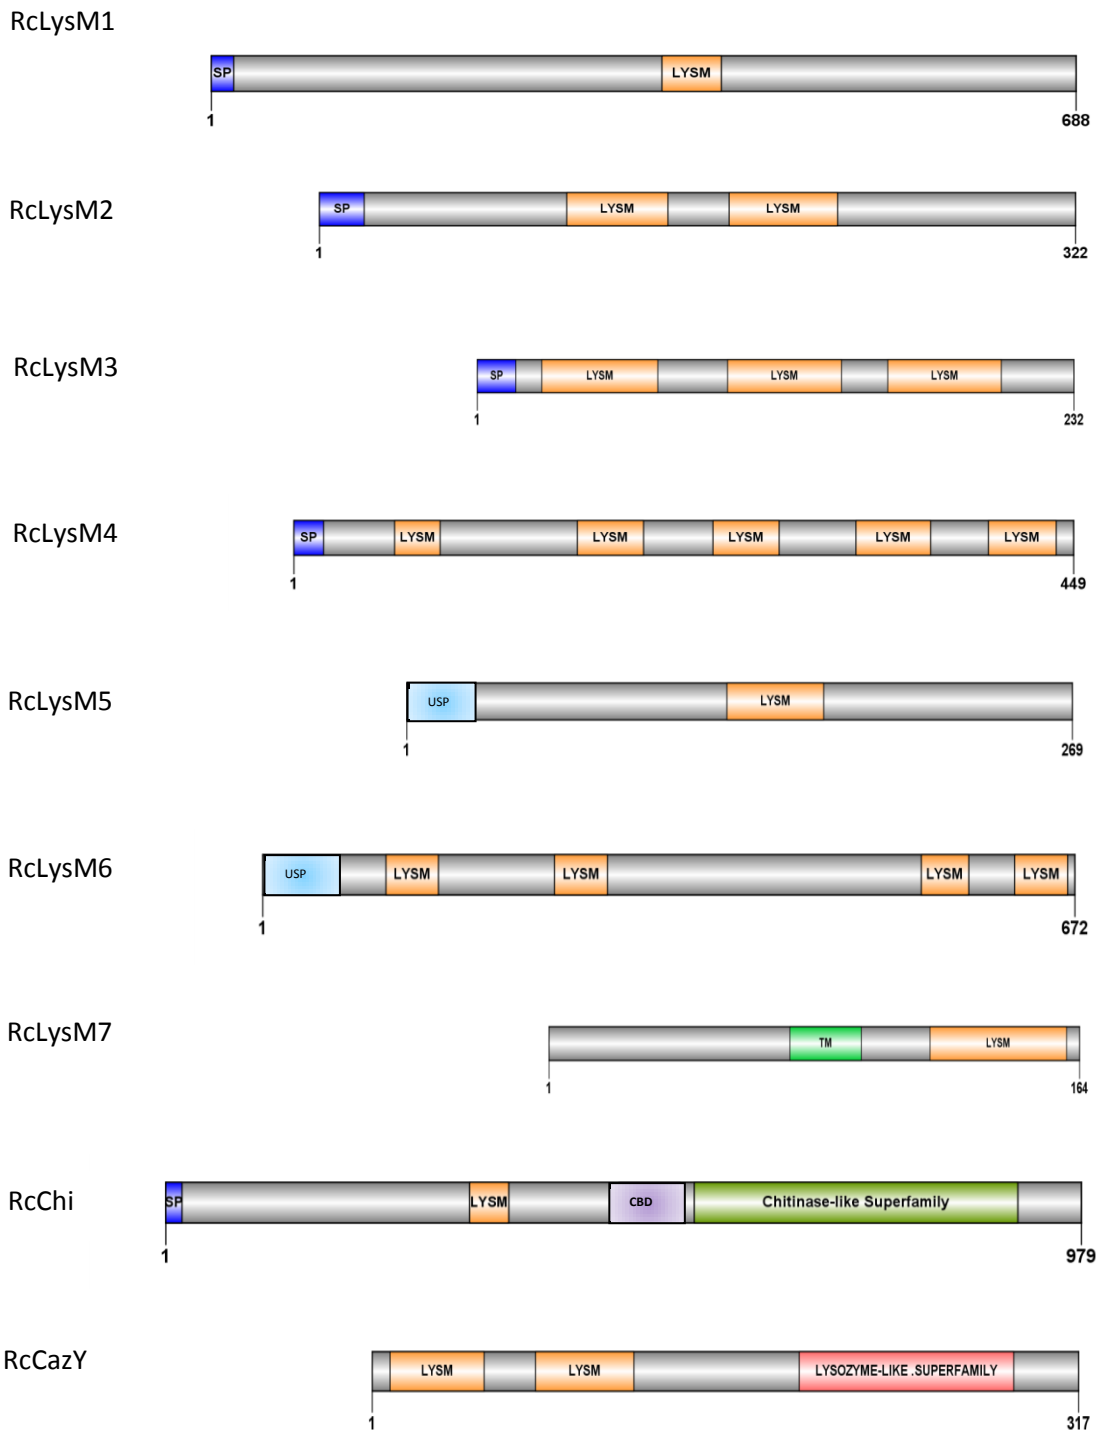 RcLysM1
SP LYSM
1 688
RcLysM2
SP LYSM LYSM
1 322
RcLysM3
SP LYSM LYSM LYSM
1 232
RcLysM4
SP LYSM LYSM LYSM LYSM LYSM
1 449
RcLysM5
USP LYSM
1 269
RcLysM6
USP LYSM LYSM LYSM LYSM
1 672
RcLysM7
TM LYSM
1 164
RcChi
SP LYSM CBD Chitinase-like Superfamily
1 979
RcCazY
LYSM LYSM LYSOZYME-LIKE .SUPERFAMILY
1 317